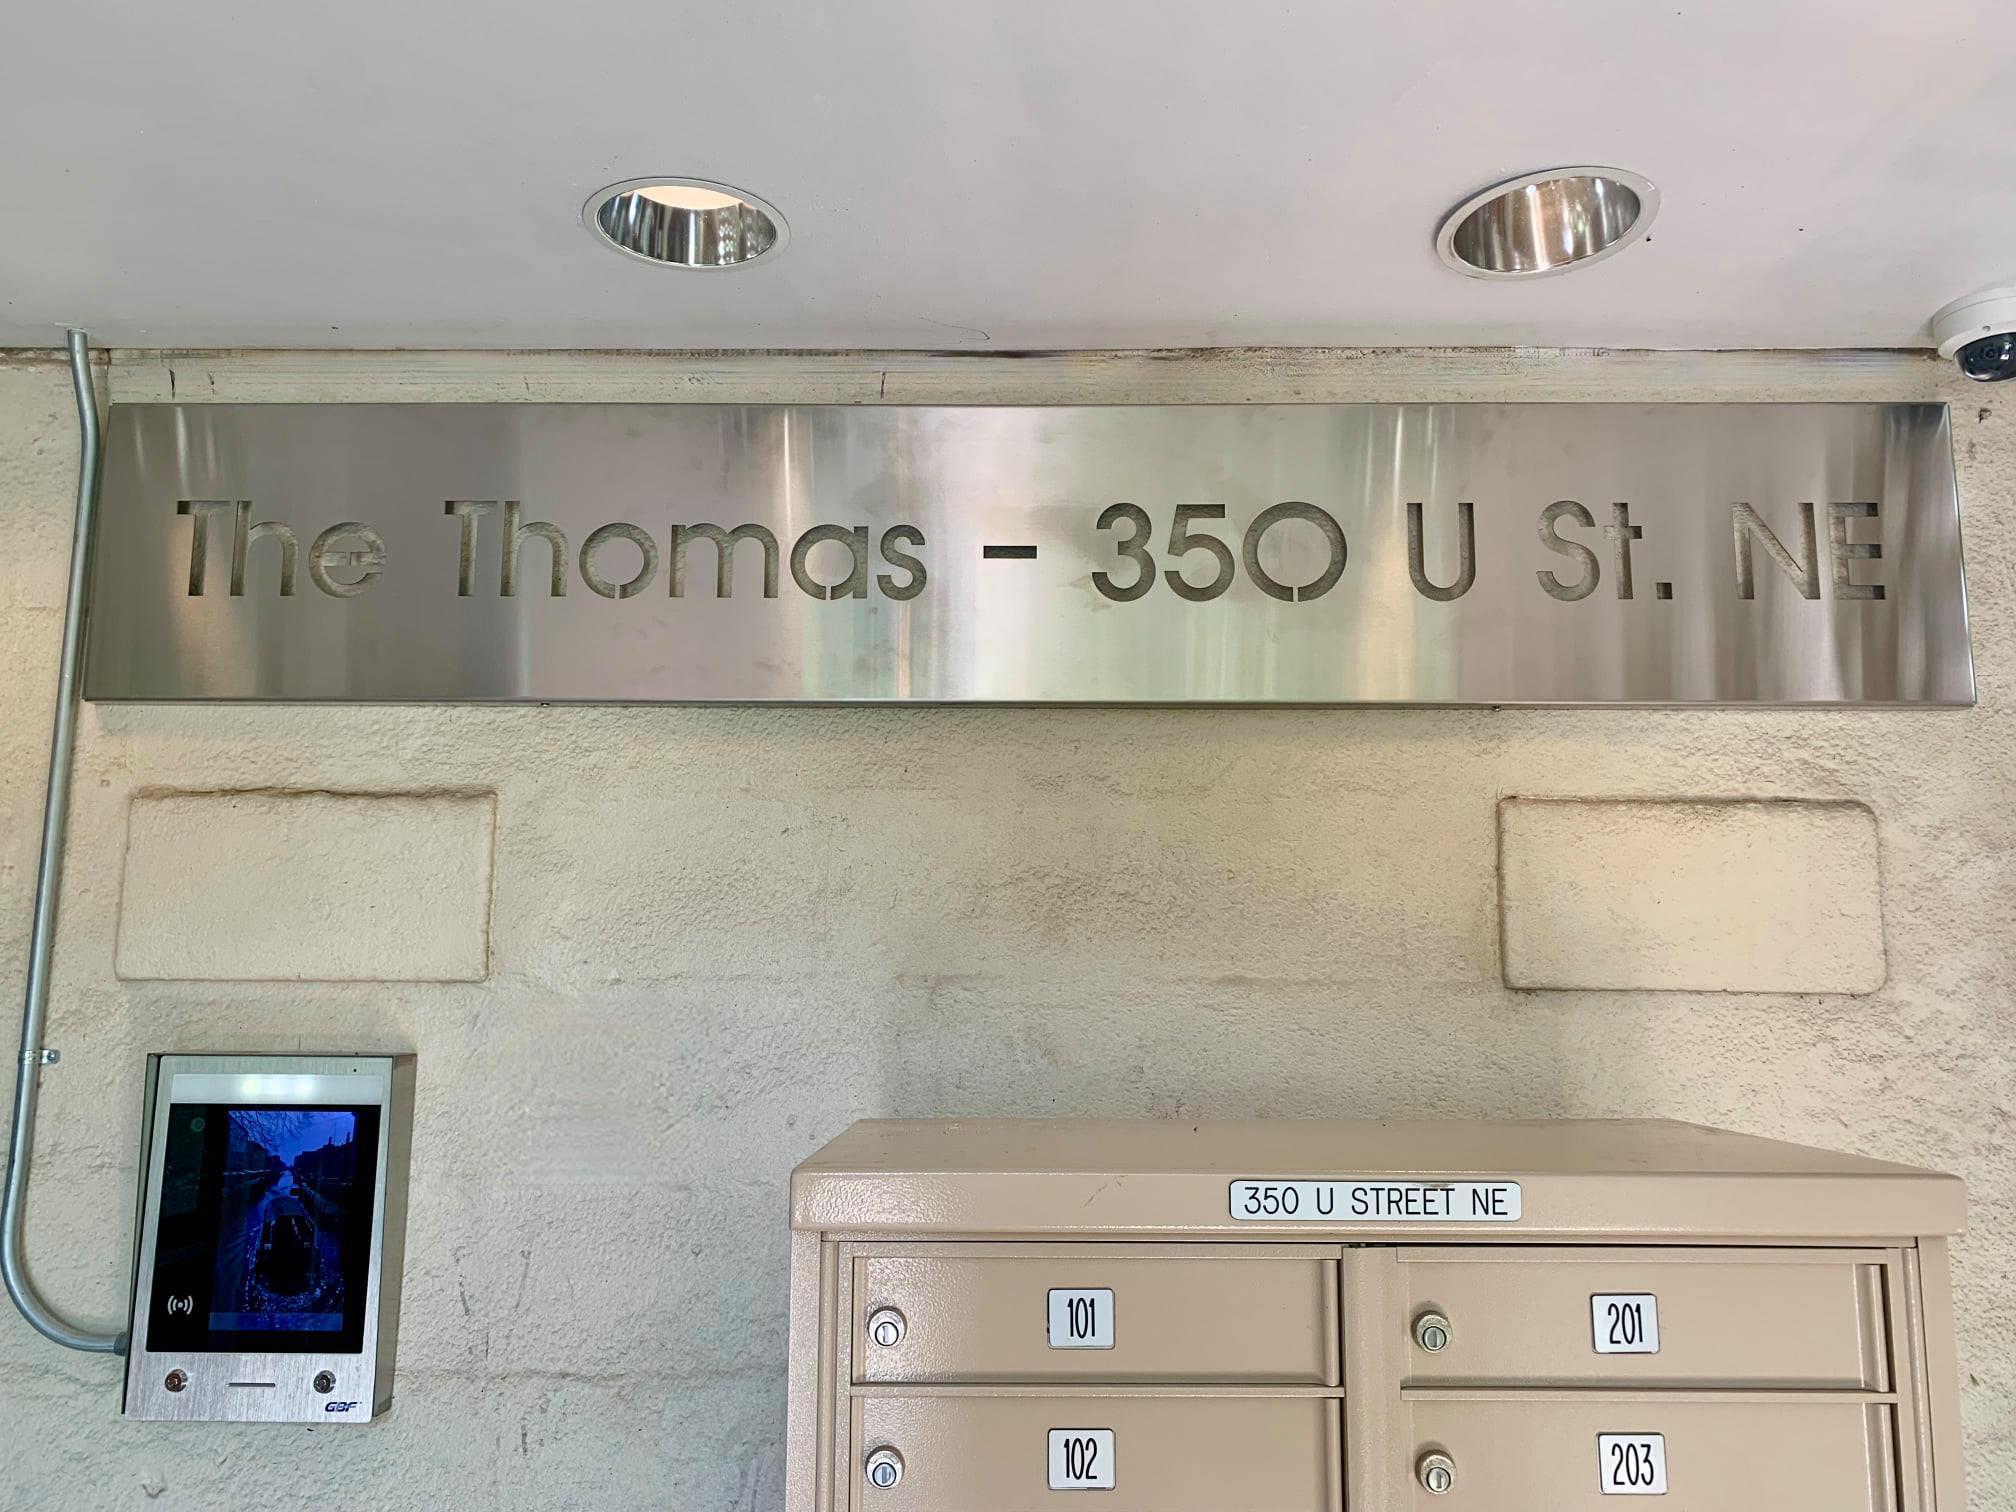 The Thomas - 350 U St. NE
350 U STREET NE
101
201
102
203
GBF